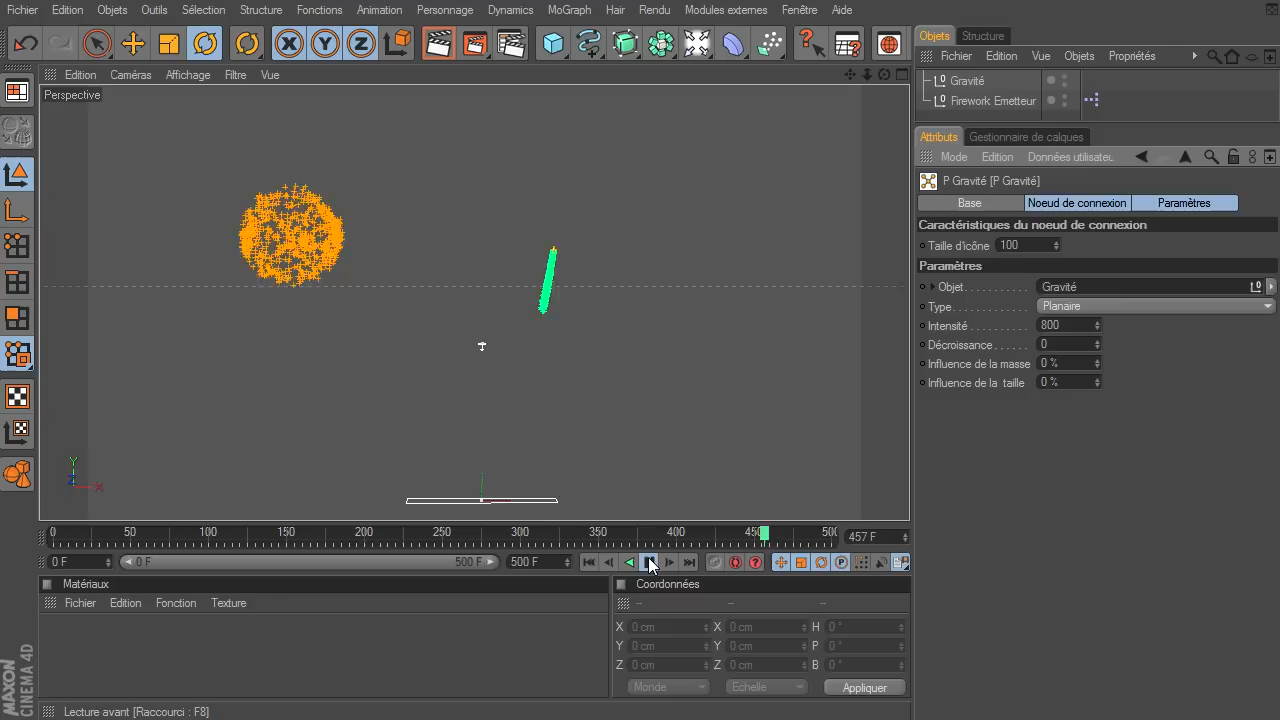 Fichier Edition Objets Outils Sélection Structure Fonctions Animation Personnage Dynamics MoGraph Hair Rendu Modules externes Fenêtre Aide
Objets Structure
Fichier Edition Vue Objets Propriétés
Edition Caméras Affichage Filtre Vue
Perspective
Gravité
Firework Emetteur
Attributs Gestionnaire de calques
Mode Edition Données utilisateu
P Gravité [P Gravité]
Base Noeud de connexion Paramètres
Caractéristiques du noeud de connexion
Taille d'icône 100
Paramètres
Objet Gravité
Type Planaire
Intensité 800
Décroissance 0
Influence de la masse 0 %
Influence de la taille 0 %
Y
Z
X
0 50 100 150 200 250 300 350 400 450 500 457 F
0 F 0 F 500 F 500 F
Matériaux
Fichier Edition Fonction Texture
Coordonnées
-- -- --
X 0 cm X 0 cm H 0 °
Y 0 cm Y 0 cm P 0 °
Z 0 cm Z 0 cm B 0 °
Monde Echelle Appliquer
MAXON
CINEMA 4D
Lecture avant [Raccourci : F8]